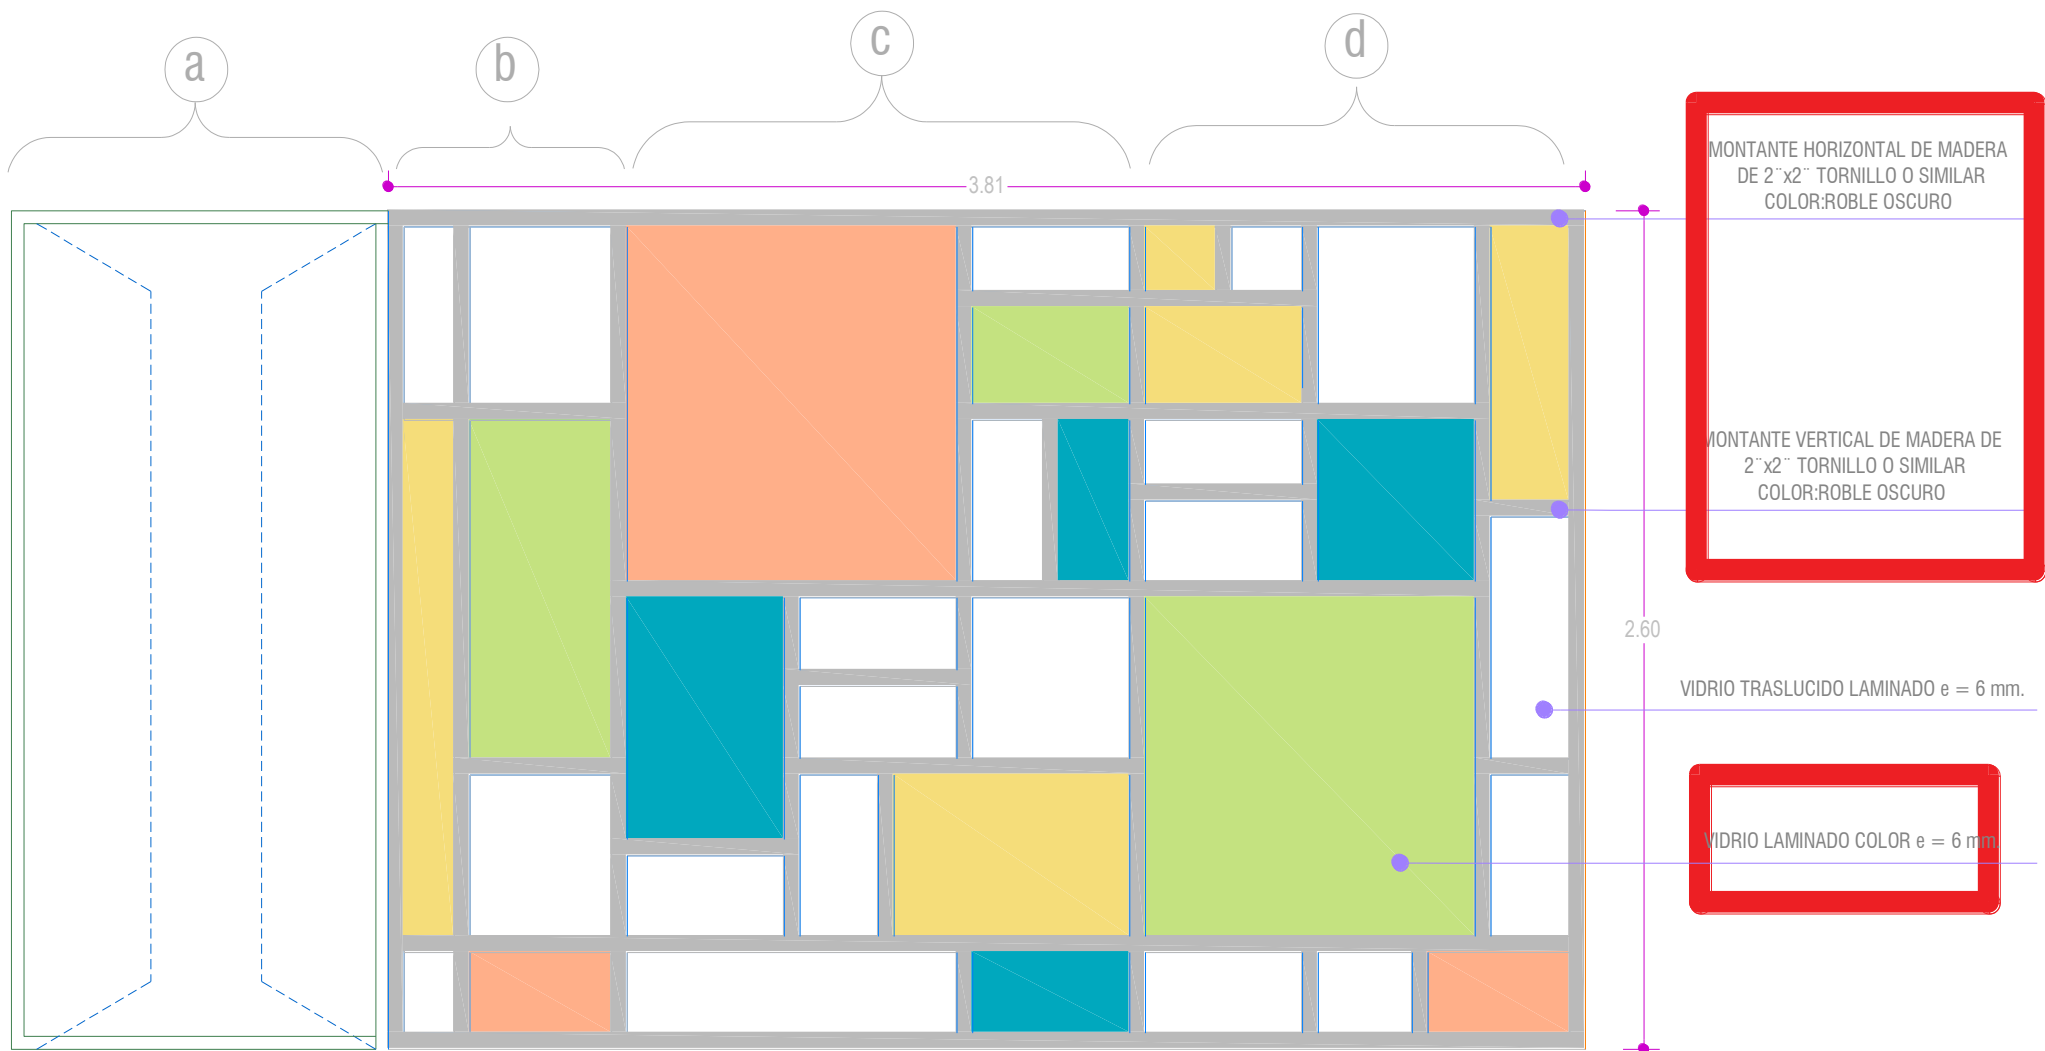 a
b
c
d
3.81
MONTANTE HORIZONTAL DE MADERA
DE 2¨x2¨ TORNILLO O SIMILAR
COLOR:ROBLE OSCURO
MONTANTE VERTICAL DE MADERA DE
2¨x2¨ TORNILLO O SIMILAR
COLOR:ROBLE OSCURO
2.60
VIDRIO TRASLUCIDO LAMINADO e = 6 mm.
VIDRIO LAMINADO COLOR e = 6 mm.